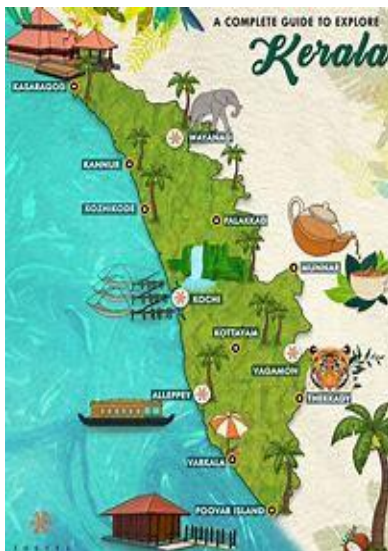 A COMPLETE GUIDE TO EXPLORE
Kerala
KASARAGOD
WAYANAD
KANNUR
KOZHIKODE
PALAKKAD
MUNNAR
KOCHI
KOTTAYAM
VAGAMON
ALLEPPEY
THEKKADY
VARKALA
POOVAR ISLAND